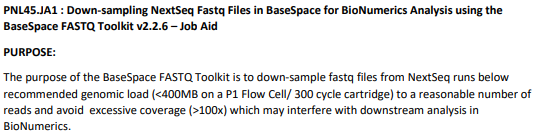 PNL45.JA1 : Down-sampling NextSeq Fastq Files in BaseSpace for BioNumerics Analysis using the
BaseSpace FASTQ Toolkit v2.2.6 – Job Aid
PURPOSE:
The purpose of the BaseSpace FASTQ Toolkit is to down-sample fastq files from NextSeq runs below
recommended genomic load (<400MB on a P1 Flow Cell/ 300 cycle cartridge) to a reasonable number of
reads and avoid  excessive coverage (>100x) which may interfere with downstream analysis in
BioNumerics.